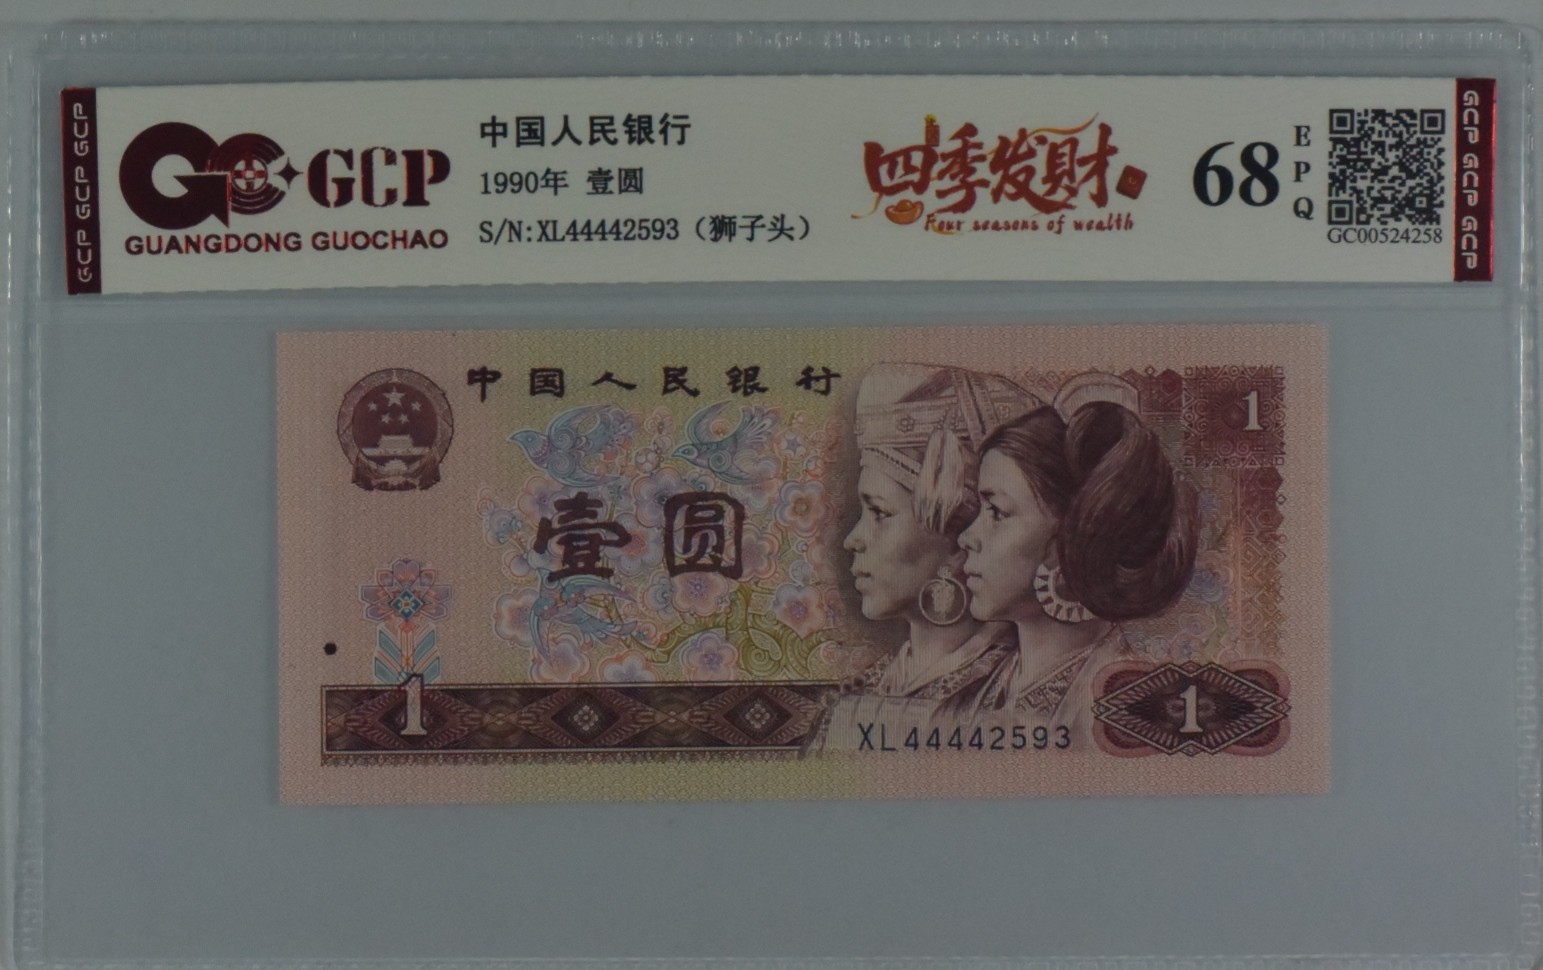 GCP GCP GCP
GCP
GUANGDONG GUOCHAO
中国人民银行
1990年 壹圆
S/N:XL44442593（狮子头）
四季发财
Four seasons of wealth
68
EPQ
GC00524258
GCP GCP GCP
中国人民银行
1
壹圆
1
XL44442593
1